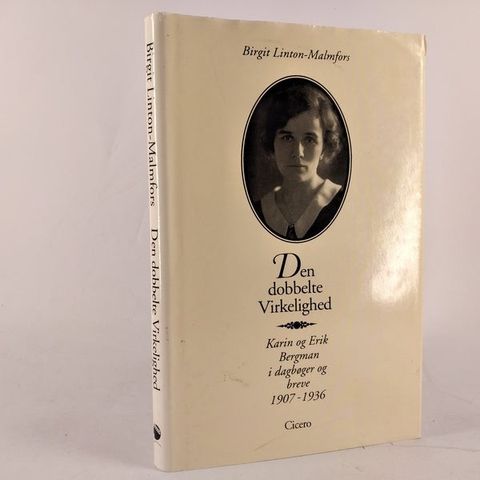 Birgit Linton-Malmfors
Den
dobbelte
Virkelighed
Karin og Erik
Bergman
i dagbøger og
breve
1907-1936
Cicero
Birgit Linton-Malmfors Den dobbelte Virkelighed